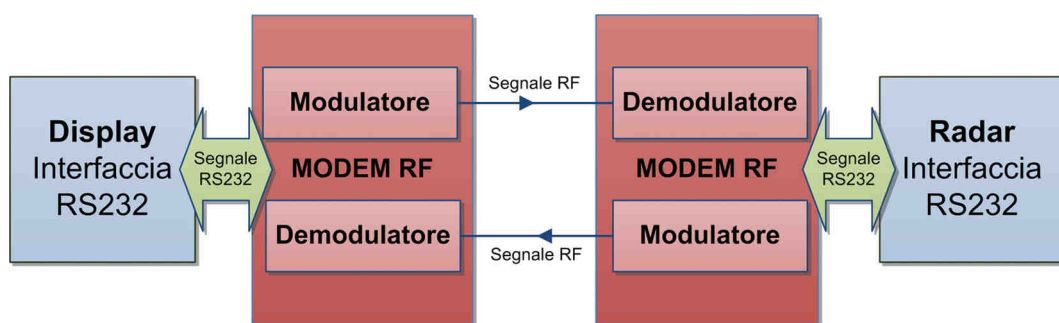 Display
Interfaccia
RS232
Segnale
RS232
Modulatore
MODEM RF
Demodulatore
Segnale RF
Segnale RF
Demodulatore
MODEM RF
Modulatore
Segnale
RS232
Radar
Interfaccia
RS232